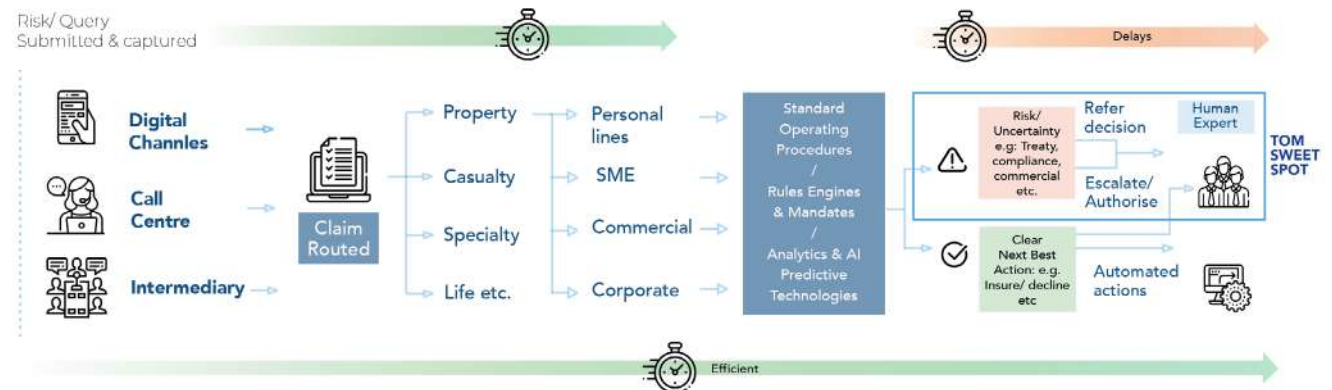 Risk/ Query
Submitted & captured
Delays
Digital
Channles
Call
Centre
Intermediary
Claim
Routed
Property
Casualty
Specialty
Life etc.
Personal
lines
SME
Commercial
Corporate
Standard
Operating
Procedures
/
Rules Engines
& Mandates
/
Analytics & AI
Predictive
Technologies
Risk/
Uncertainty
e.g: Treaty,
compliance,
commercial
etc.
Refer
decision
Escalate/
Authorise
Human
Expert
TOM
SWEET
SPOT
Clear
Next Best
Action: e.g.
Insure/ decline
etc
Automated
actions
Efficient